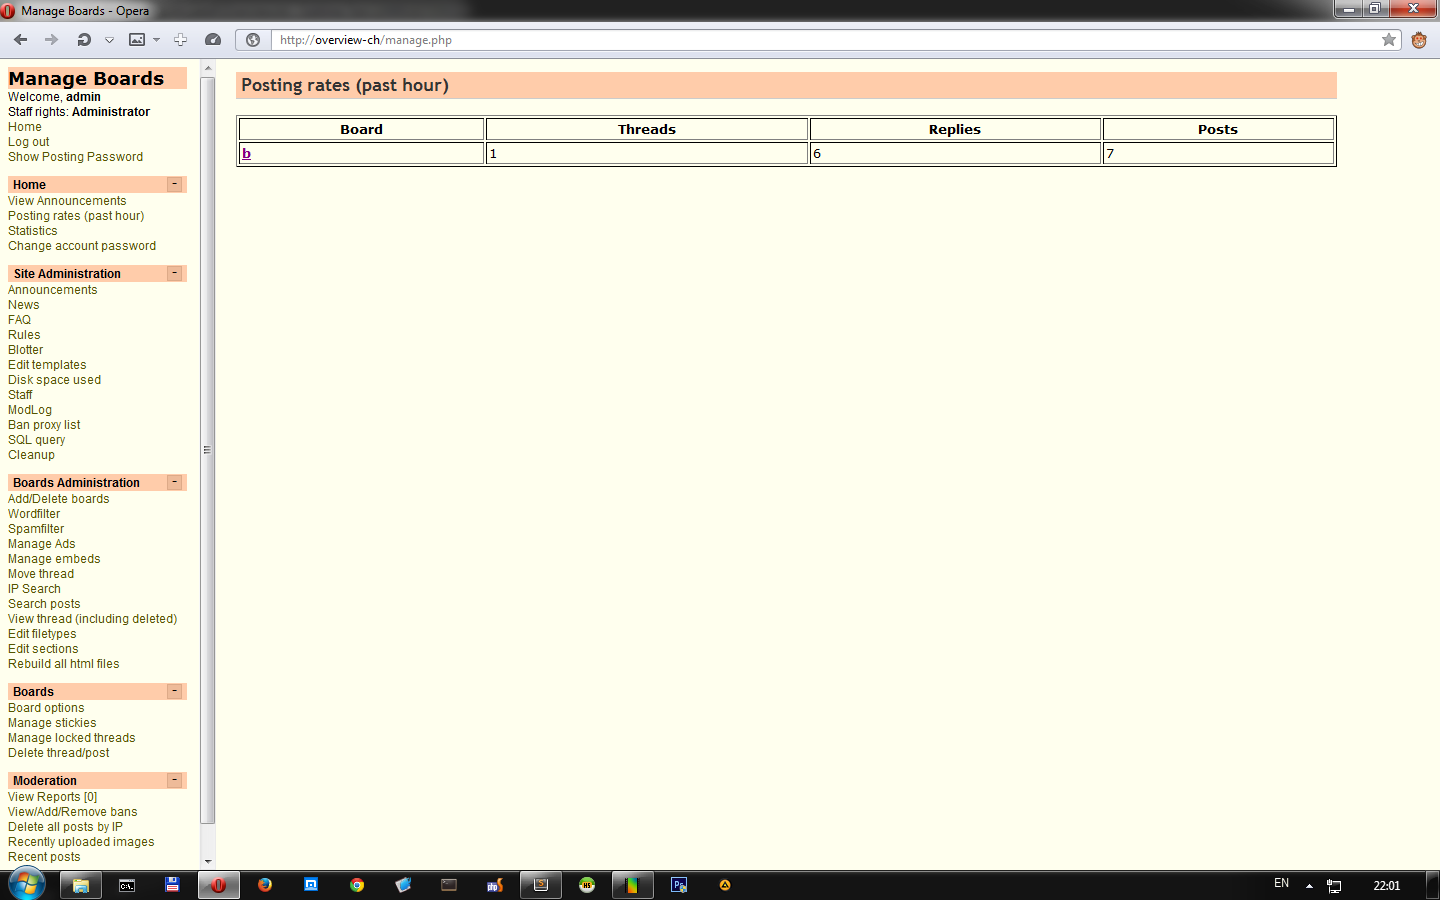 Manage Boards - Opera
http://overview-ch/manage.php
Manage Boards
Welcome, admin
Staff rights: Administrator
Home
Log out
Show Posting Password
Home -
View Announcements
Posting rates (past hour)
Statistics
Change account password
Site Administration -
Announcements
News
FAQ
Rules
Blotter
Edit templates
Disk space used
Staff
ModLog
Ban proxy list
SQL query
Cleanup
Boards Administration -
Add/Delete boards
Wordfilter
Spamfilter
Manage Ads
Manage embeds
Move thread
IP Search
Search posts
View thread (including deleted)
Edit filetypes
Edit sections
Rebuild all html files
Boards -
Board options
Manage stickies
Manage locked threads
Delete thread/post
Moderation -
View Reports [0]
View/Add/Remove bans
Delete all posts by IP
Recently uploaded images
Recent posts
Posting rates (past hour)
Board Threads Replies Posts
b 1 6 7
C:\. php S HS Ps
EN 22:01